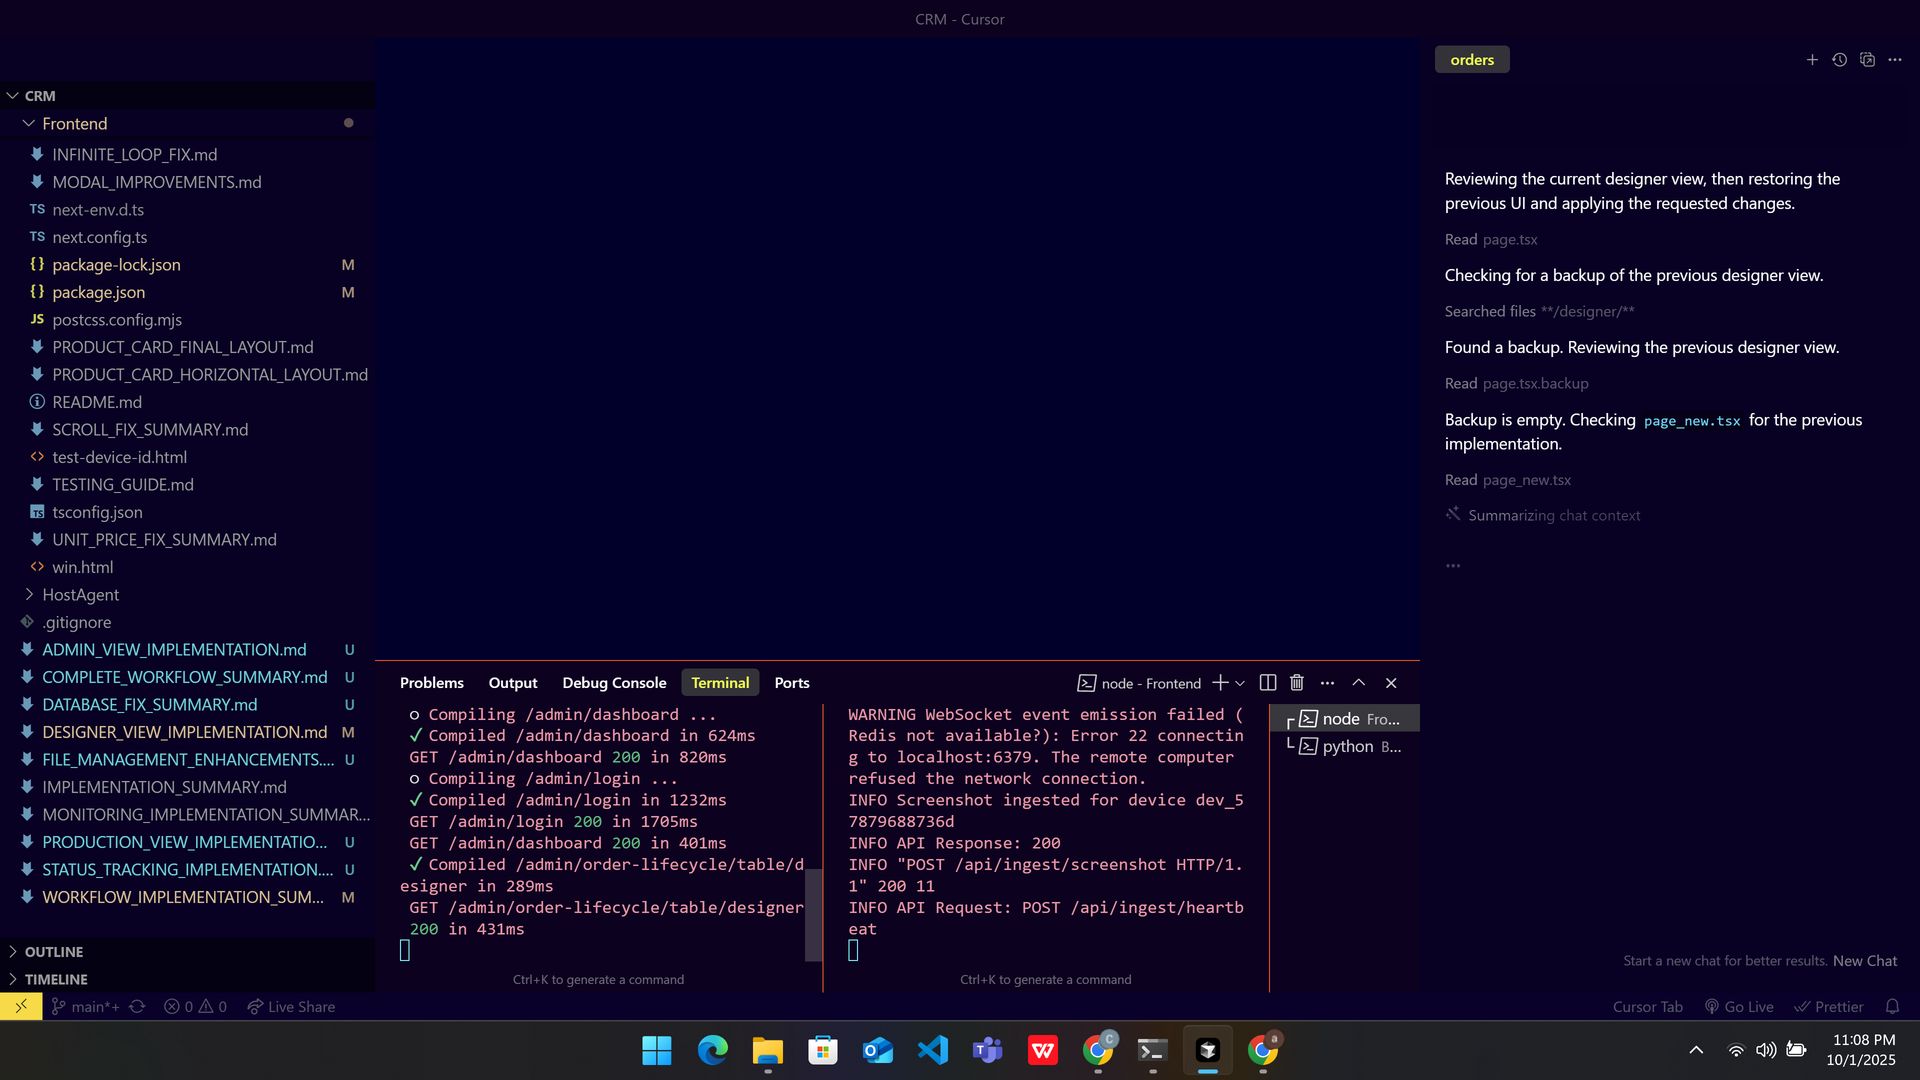 CRM - Cursor
CRM
Frontend
INFINITE_LOOP_FIX.md
MODAL_IMPROVEMENTS.md
TS next-env.d.ts
TS next.config.ts
{} package-lock.json M
{} package.json M
JS postcss.config.mjs
PRODUCT_CARD_FINAL_LAYOUT.md
PRODUCT_CARD_HORIZONTAL_LAYOUT.md
README.md
SCROLL_FIX_SUMMARY.md
<> test-device-id.html
TESTING_GUIDE.md
TS tsconfig.json
UNIT_PRICE_FIX_SUMMARY.md
<> win.html
HostAgent
.gitignore
ADMIN_VIEW_IMPLEMENTATION.md U
COMPLETE_WORKFLOW_SUMMARY.md U
DATABASE_FIX_SUMMARY.md U
DESIGNER_VIEW_IMPLEMENTATION.md M
FILE_MANAGEMENT_ENHANCEMENTS.... U
IMPLEMENTATION_SUMMARY.md
MONITORING_IMPLEMENTATION_SUMMAR...
PRODUCTION_VIEW_IMPLEMENTATIO... U
STATUS_TRACKING_IMPLEMENTATION.... U
WORKFLOW_IMPLEMENTATION_SUM... M
OUTLINE
TIMELINE
Problems Output Debug Console Terminal Ports
node - Frontend
o Compiling /admin/dashboard ...
✓ Compiled /admin/dashboard in 624ms
GET /admin/dashboard 200 in 820ms
o Compiling /admin/login ...
✓ Compiled /admin/login in 1232ms
GET /admin/login 200 in 1705ms
GET /admin/dashboard 200 in 401ms
✓ Compiled /admin/order-lifecycle/table/d
esigner in 289ms
GET /admin/order-lifecycle/table/designer
200 in 431ms
Ctrl+K to generate a command
WARNING WebSocket event emission failed (
Redis not available?): Error 22 connectin
g to localhost:6379. The remote computer
refused the network connection.
INFO Screenshot ingested for device dev_5
7879688736d
INFO API Response: 200
INFO "POST /api/ingest/screenshot HTTP/1.
1" 200 11
INFO API Request: POST /api/ingest/heartb
eat
Ctrl+K to generate a command
node Fro...
python B...
orders
Reviewing the current designer view, then restoring the
previous UI and applying the requested changes.
Read page.tsx
Checking for a backup of the previous designer view.
Searched files **/designer/**
Found a backup. Reviewing the previous designer view.
Read page.tsx.backup
Backup is empty. Checking page_new.tsx for the previous
implementation.
Read page_new.tsx
Summarizing chat context
...
Start a new chat for better results. New Chat
main*+ 0 0 Live Share
Cursor Tab Go Live Prettier
11:08 PM
10/1/2025